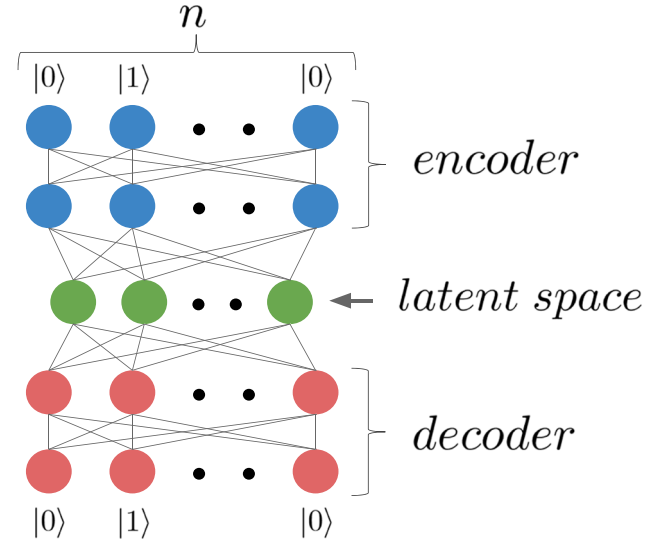 n
|0⟩ |1⟩ |0⟩
encoder
latent space
decoder
|0⟩ |1⟩ |0⟩